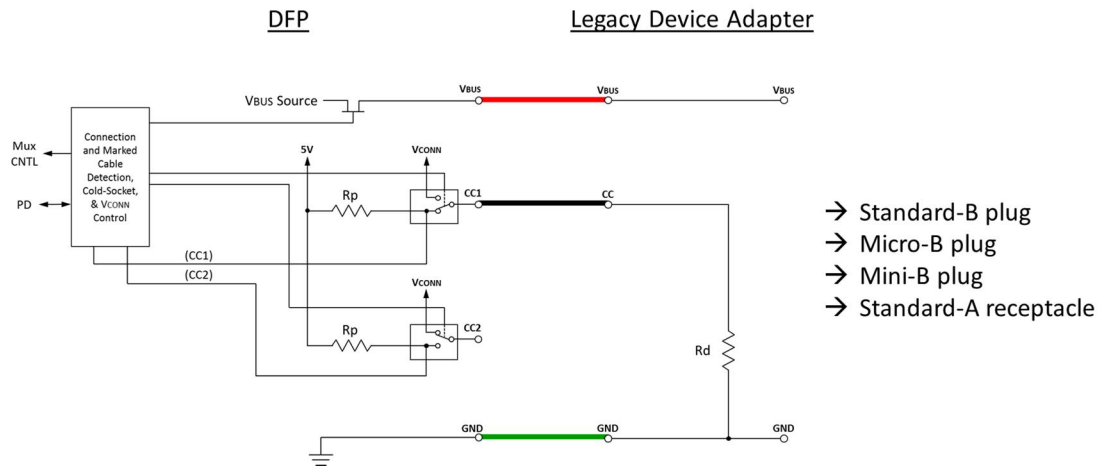 DFP
Legacy Device Adapter
VBUS Source
VBUS
VBUS
VBUS
Connection
and Marked
Cable
Detection,
Cold-Socket,
& VCONN
Control
Mux
CNTL
PD
5V
VCONN
Rp
CC1
CC
(CC1)
(CC2)
VCONN
Rp
CC2
Rd
GND
GND
GND
→ Standard-B plug
→ Micro-B plug
→ Mini-B plug
→ Standard-A receptacle